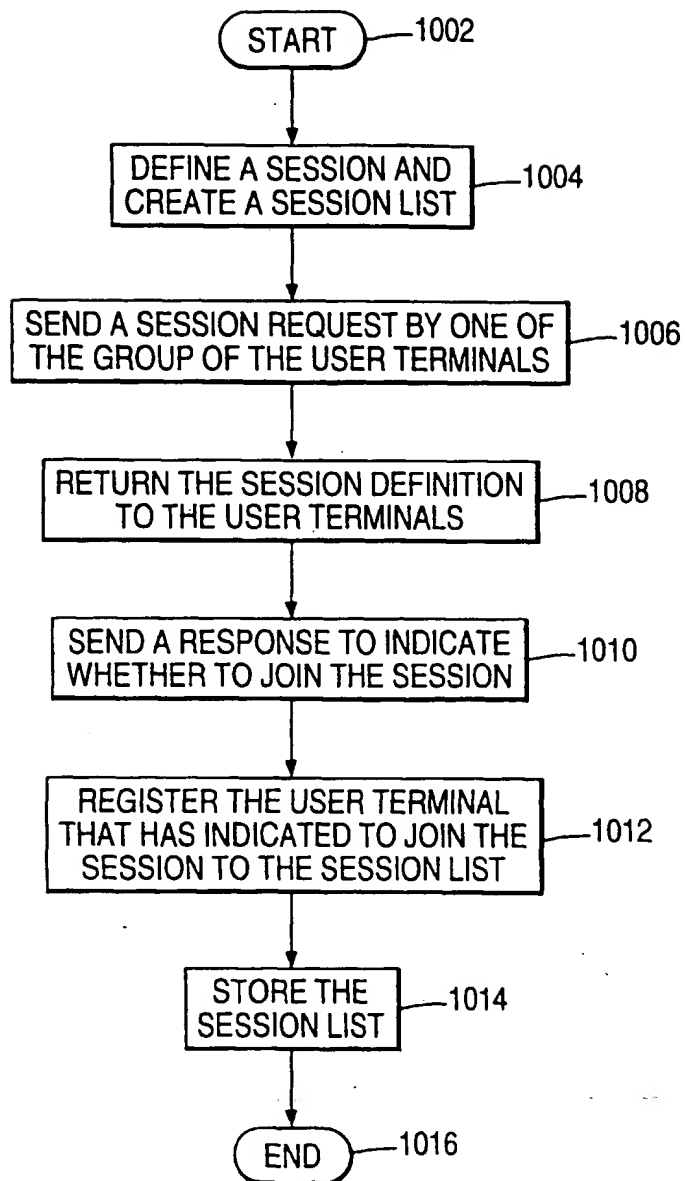 START
1002
DEFINE A SESSION AND
CREATE A SESSION LIST
1004
SEND A SESSION REQUEST BY ONE OF
THE GROUP OF THE USER TERMINALS
1006
RETURN THE SESSION DEFINITION
TO THE USER TERMINALS
1008
SEND A RESPONSE TO INDICATE
WHETHER TO JOIN THE SESSION
1010
REGISTER THE USER TERMINAL
THAT HAS INDICATED TO JOIN THE
SESSION TO THE SESSION LIST
1012
STORE THE
SESSION LIST
1014
END
1016